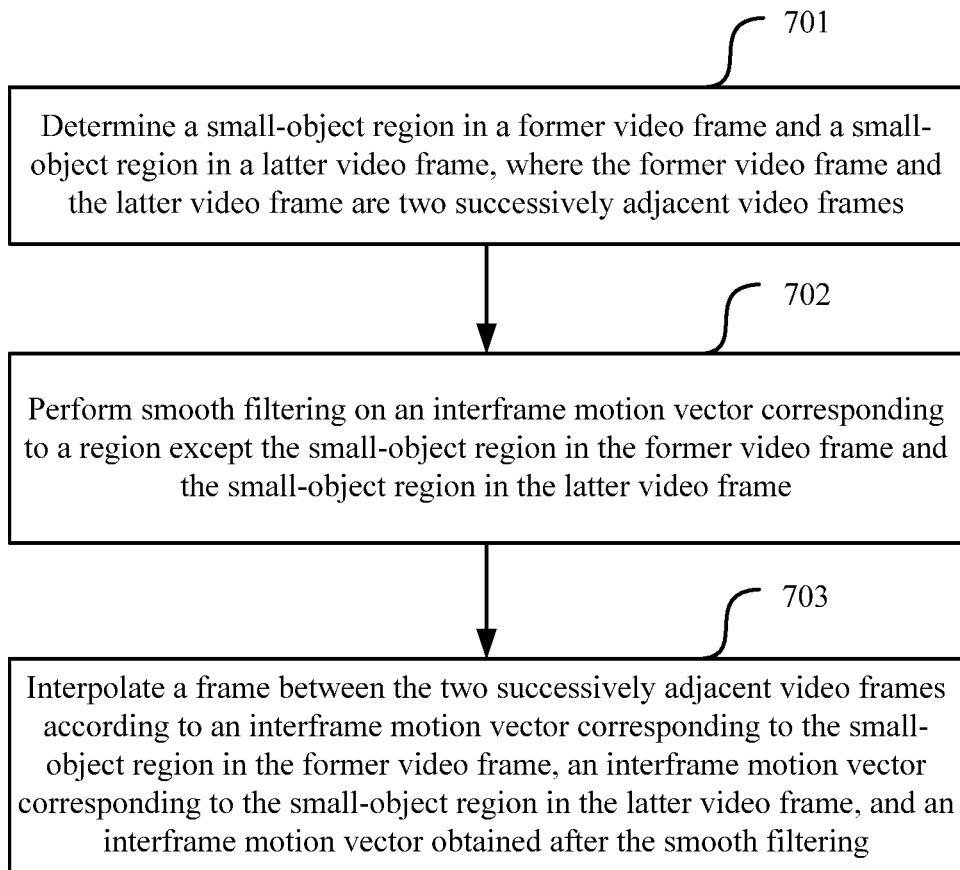 701
Determine a small-object region in a former video frame and a small-
object region in a latter video frame, where the former video frame and
the latter video frame are two successively adjacent video frames
702
Perform smooth filtering on an interframe motion vector corresponding
to a region except the small-object region in the former video frame and
the small-object region in the latter video frame
703
Interpolate a frame between the two successively adjacent video frames
according to an interframe motion vector corresponding to the small-
object region in the former video frame, an interframe motion vector
corresponding to the small-object region in the latter video frame, and an
interframe motion vector obtained after the smooth filtering